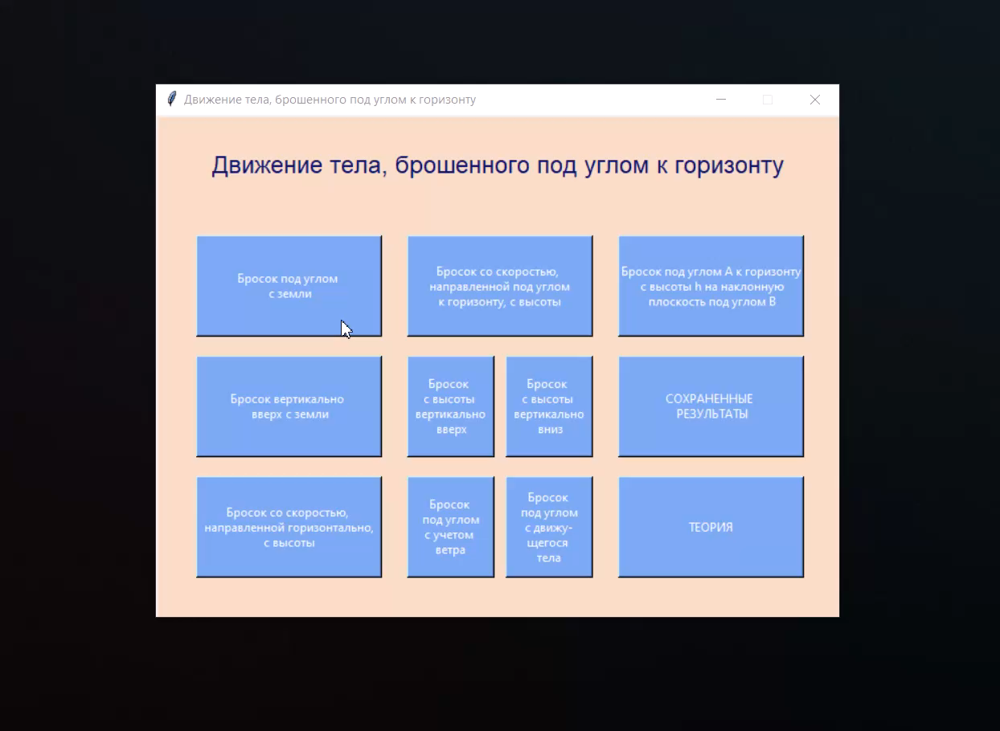 Движение тела, брошенного под углом к горизонту
Движение тела, брошенного под углом к горизонту
Бросок под углом
с земли
Бросок со скоростью,
направленной под углом
к горизонту, с высоты
Бросок под углом А к горизонту
с высоты h на наклонную
плоскость под углом В
Бросок вертикально
вверх с земли
Бросок
с высоты
вертикально
вверх
Бросок
с высоты
вертикально
вниз
СОХРАНЕННЫЕ
РЕЗУЛЬТАТЫ
Бросок со скоростью,
направленной горизонтально,
с высоты
Бросок
под углом
с учетом
ветра
Бросок
под углом
с движу-
щегося
тела
ТЕОРИЯ